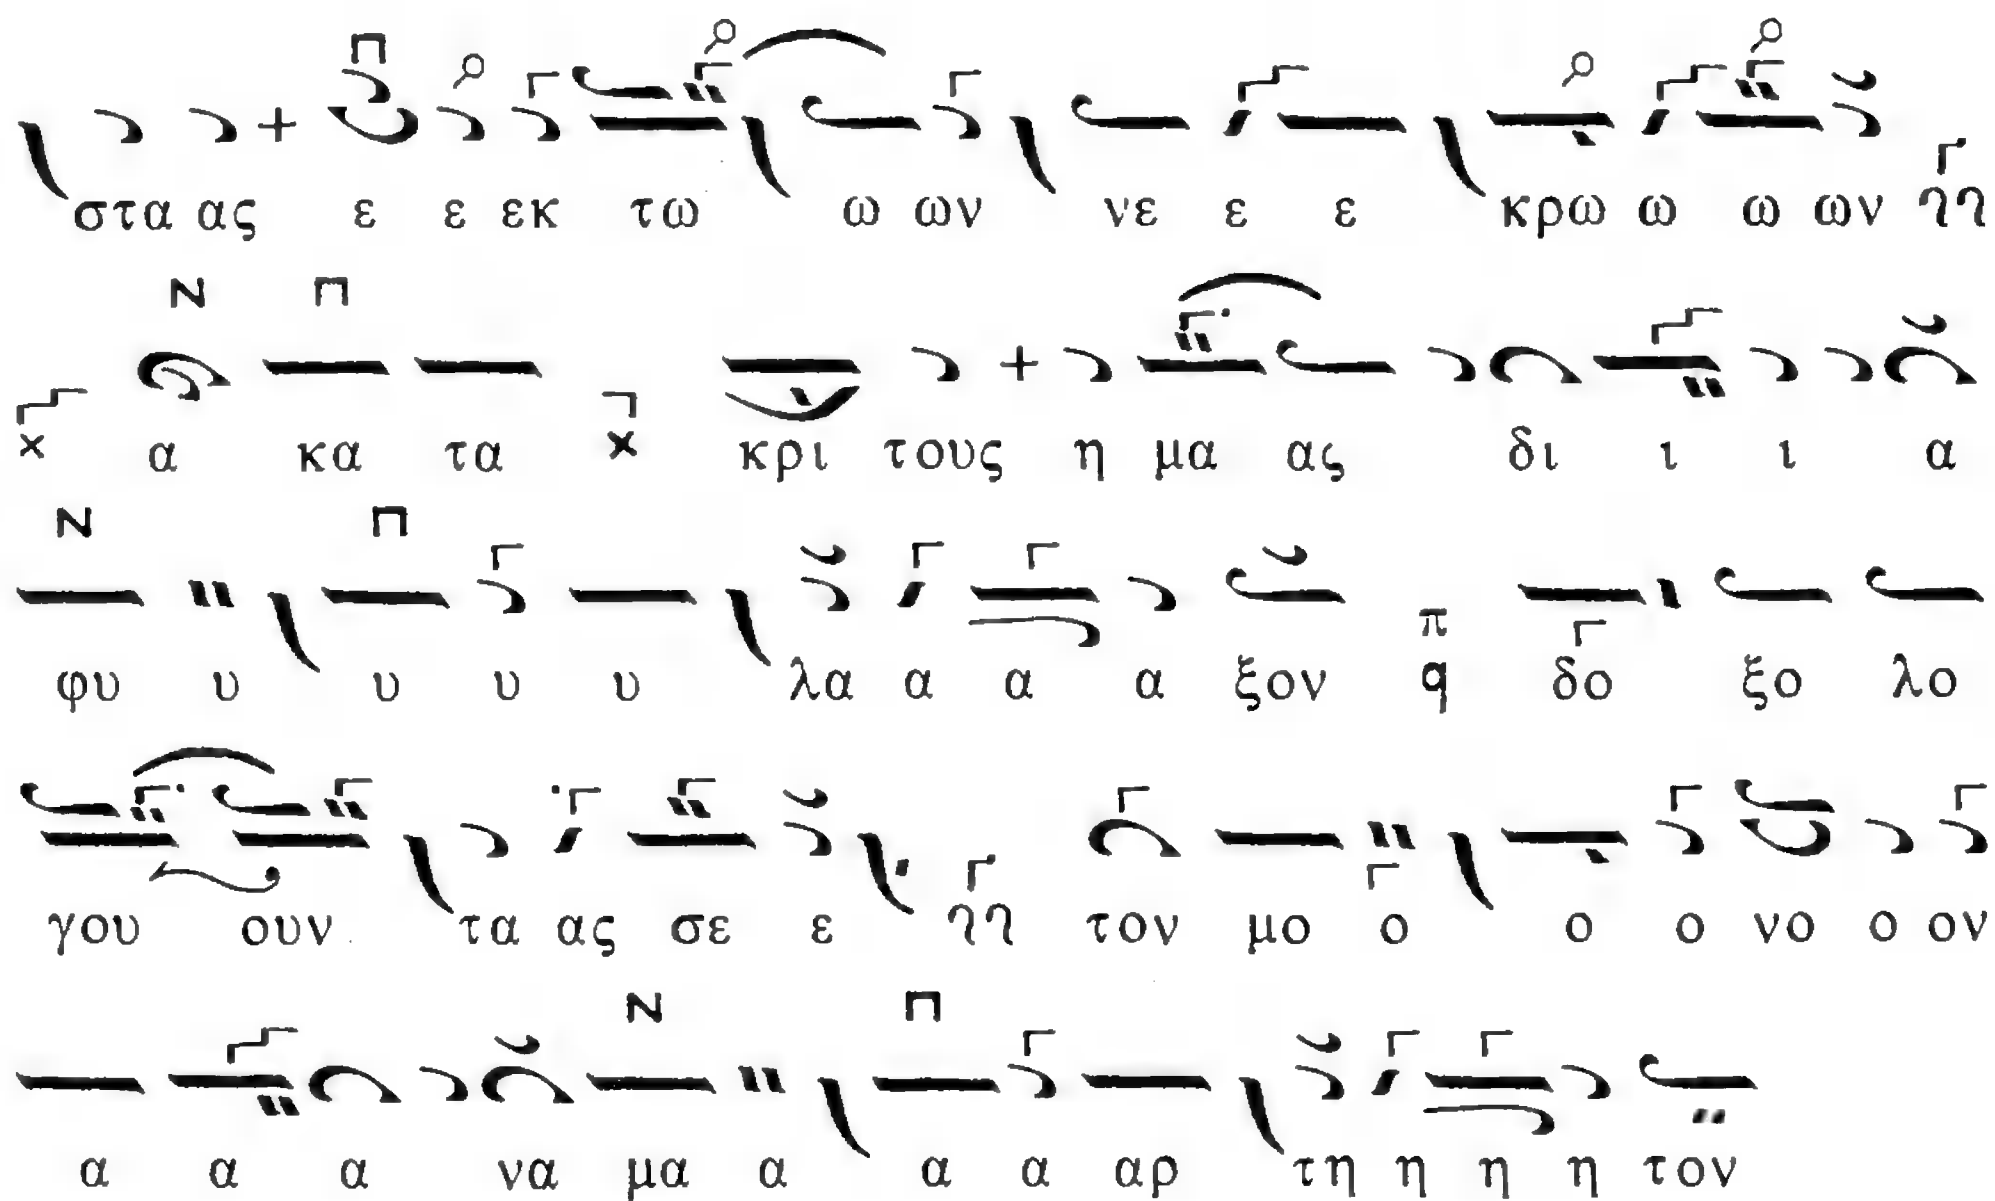 στα ας ε ε εκ τω ω ων νε ε ε κρω ω ω ων
α κα τα κρι τους η μα ας δι ι ι α
φυ υ υ υ υ λα α α α ξον π q δο ξο λο
γου ουν τα ας σε ε τον μο ο ο ο νο ο ον
α α α να μα α α α αρ τη η η η τον